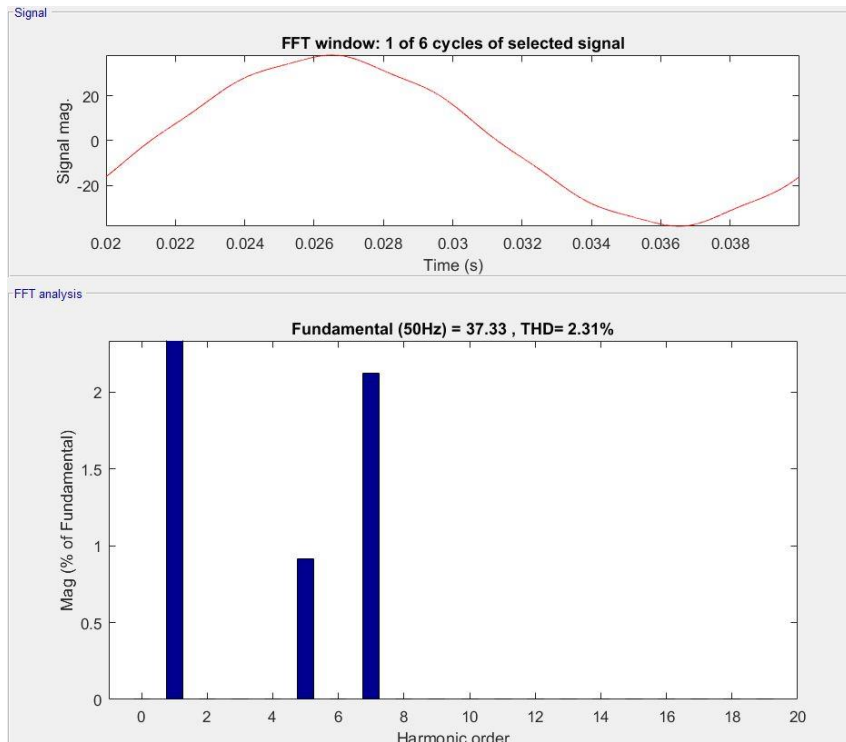 Signal
FFT window: 1 of 6 cycles of selected signal
Signal mag.
20
0
-20
0.02 0.022 0.024 0.026 0.028 0.03 0.032 0.034 0.036 0.038
Time (s)
FFT analysis
Fundamental (50Hz) = 37.33 , THD= 2.31%
Mag (% of Fundamental)
2
1.5
1
0.5
0
0 2 4 6 8 10 12 14 16 18 20
Harmonic order